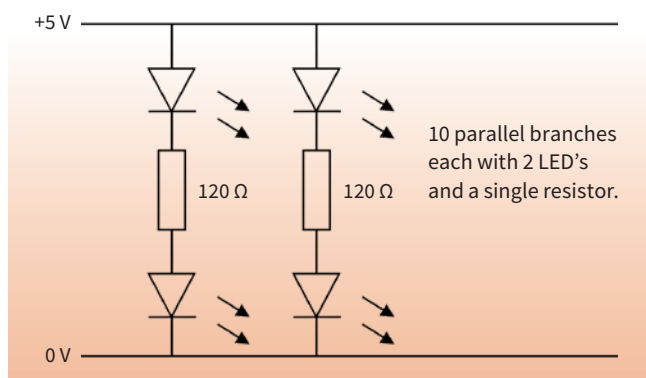 +5 V
10 parallel branches
each with 2 LED’s
and a single resistor.
120 Ω
120 Ω
0 V